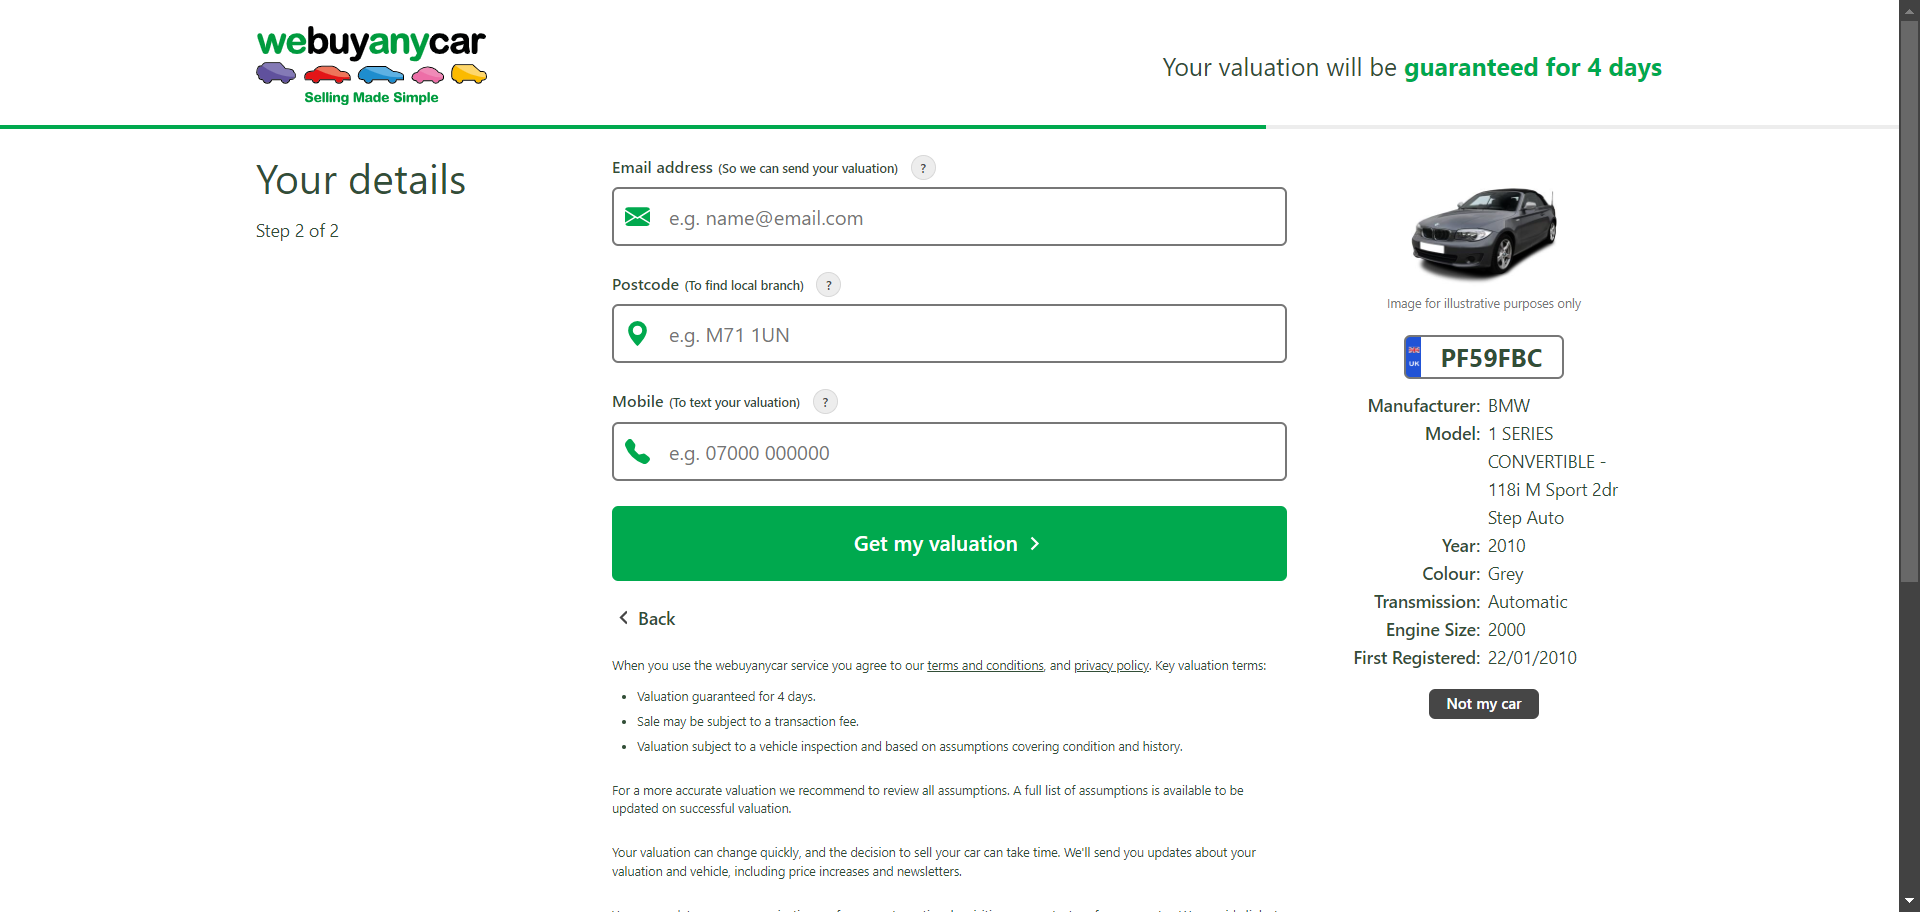 webuyanycar
Selling Made Simple
Your valuation will be guaranteed for 4 days
Your details
Step 2 of 2
Email address (So we can send your valuation) ?
e.g. name@email.com
Postcode (To find local branch) ?
e.g. M71 1UN
Mobile (To text your valuation) ?
e.g. 07000 000000
Get my valuation
Back
When you use the webuyanycar service you agree to our terms and conditions, and privacy policy. Key valuation terms:
Valuation guaranteed for 4 days.
Sale may be subject to a transaction fee.
Valuation subject to a vehicle inspection and based on assumptions covering condition and history.
For a more accurate valuation we recommend to review all assumptions. A full list of assumptions is available to be
updated on successful valuation.
Your valuation can change quickly, and the decision to sell your car can take time. We'll send you updates about your
valuation and vehicle, including price increases and newsletters.
Image for illustrative purposes only
UK PF59FBC
Manufacturer: BMW
Model: 1 SERIES
CONVERTIBLE -
118i M Sport 2dr
Step Auto
Year: 2010
Colour: Grey
Transmission: Automatic
Engine Size: 2000
First Registered: 22/01/2010
Not my car